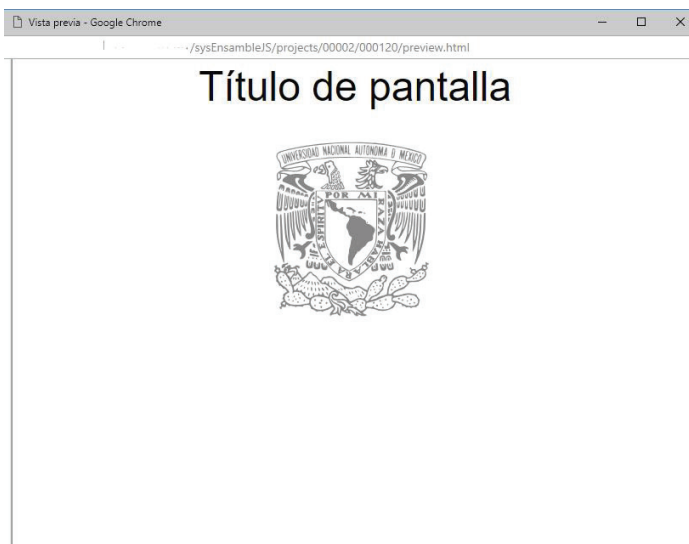 Vista previa - Google Chrome
/sysEnsambleJS/projects/00002/000120/preview.html
Título de pantalla
UNIVERSIDAD NACIONAL AUTONOMA D MEXICO
POR MI RAZA HABLARA EL ESPIRITU